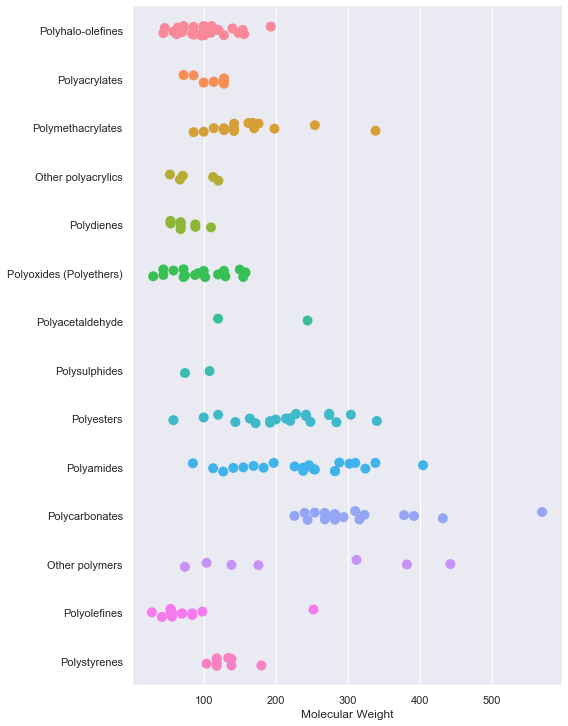 Polyhalo-olefines
Polyacrylates
Polymethacrylates
Other polyacrylics
Polydienes
Polyoxides (Polyethers)
Polyacetaldehyde
Polysulphides
Polyesters
Polyamides
Polycarbonates
Other polymers
Polyolefines
Polystyrenes
100 200 300 400 500
Molecular Weight